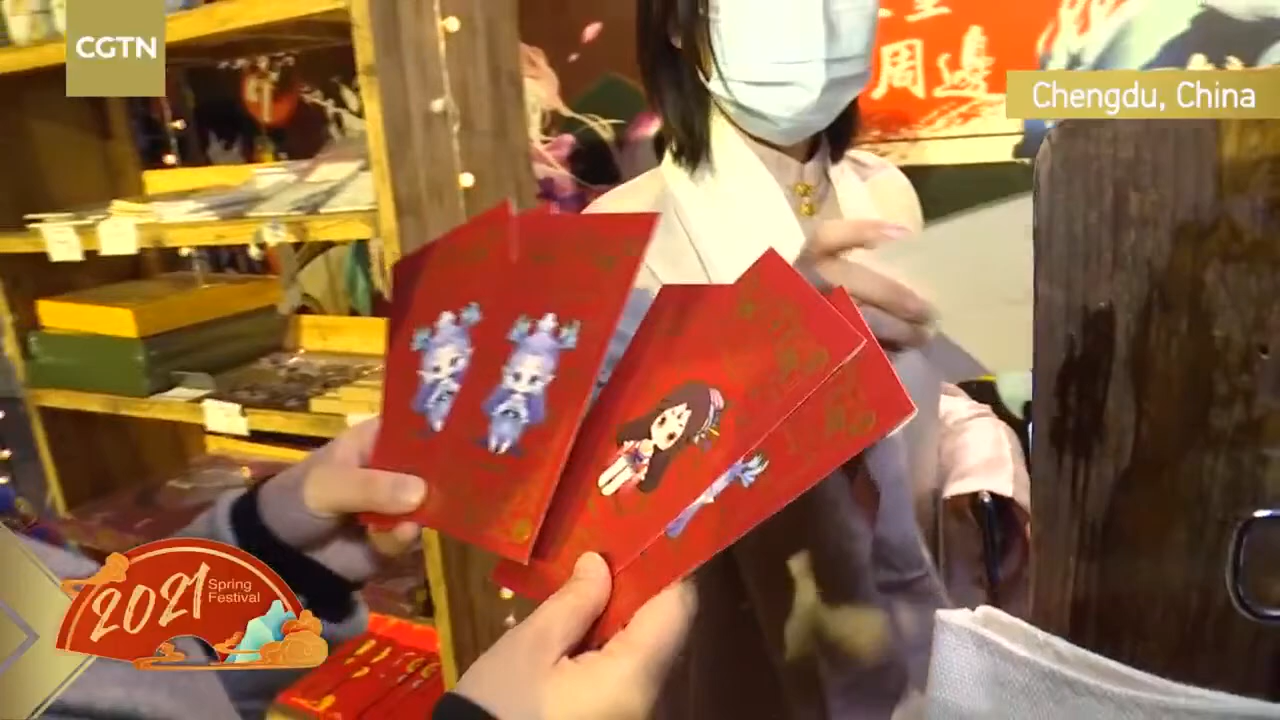 CGTN
Chengdu, China
周邊
2021
Spring
Festival